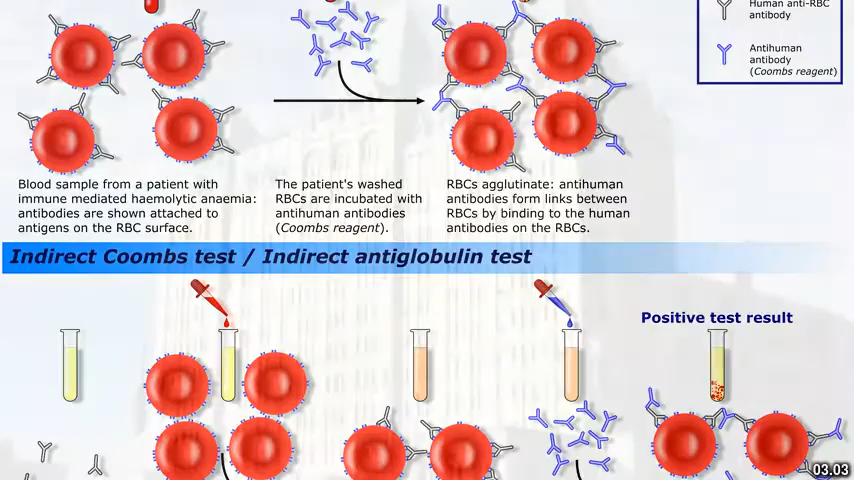 Human anti-RBC
antibody
Antihuman
antibody
(Coombs reagent)
Blood sample from a patient with
immune mediated haemolytic anaemia:
antibodies are shown attached to
antigens on the RBC surface.
The patient's washed
RBCs are incubated with
antihuman antibodies
(Coombs reagent).
RBCs agglutinate: antihuman
antibodies form links between
RBCs by binding to the human
antibodies on the RBCs.
Indirect Coombs test / Indirect antiglobulin test
Positive test result
03.03